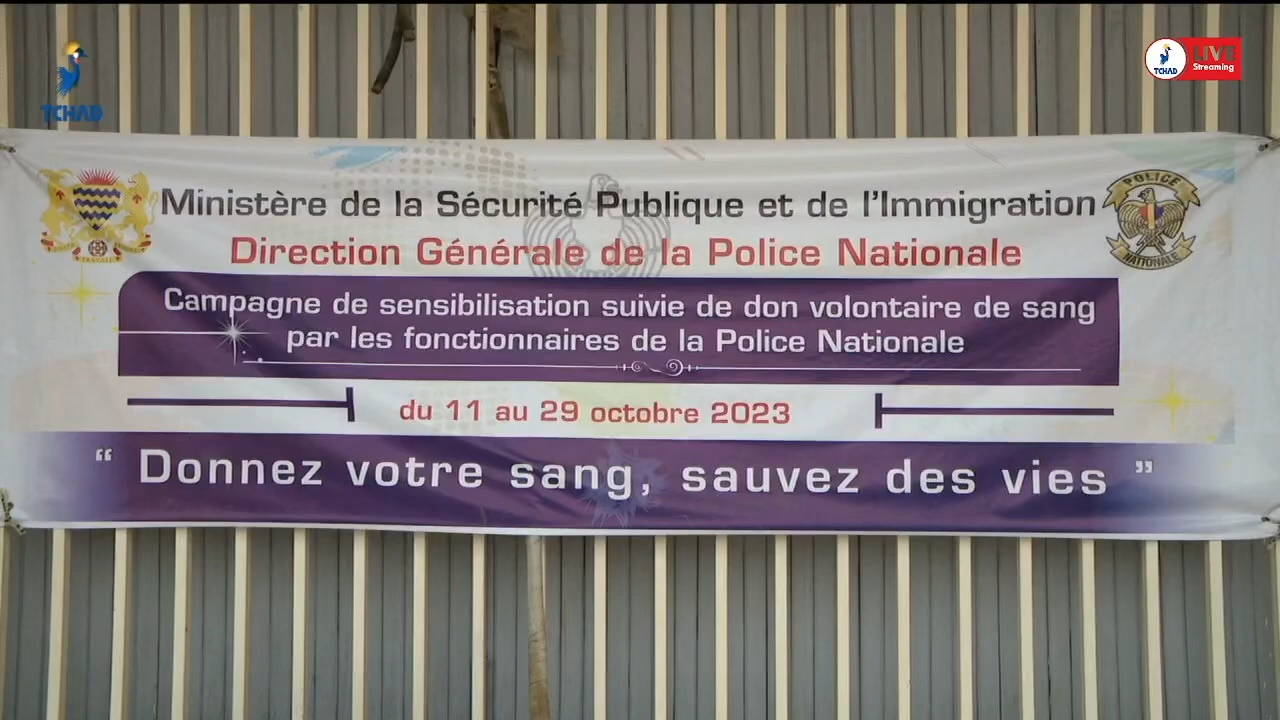 TCHAD
TCHAD
LIVE
Streaming
Ministère de la Sécurité Publique et de l'Immigration
POLICE
NATIONALE
Direction Générale de la Police Nationale
Campagne de sensibilisation suivie de don volontaire de sang
par les fonctionnaires de la Police Nationale
du 11 au 29 octobre 2023
“ Donnez votre sang, sauvez des vies ”